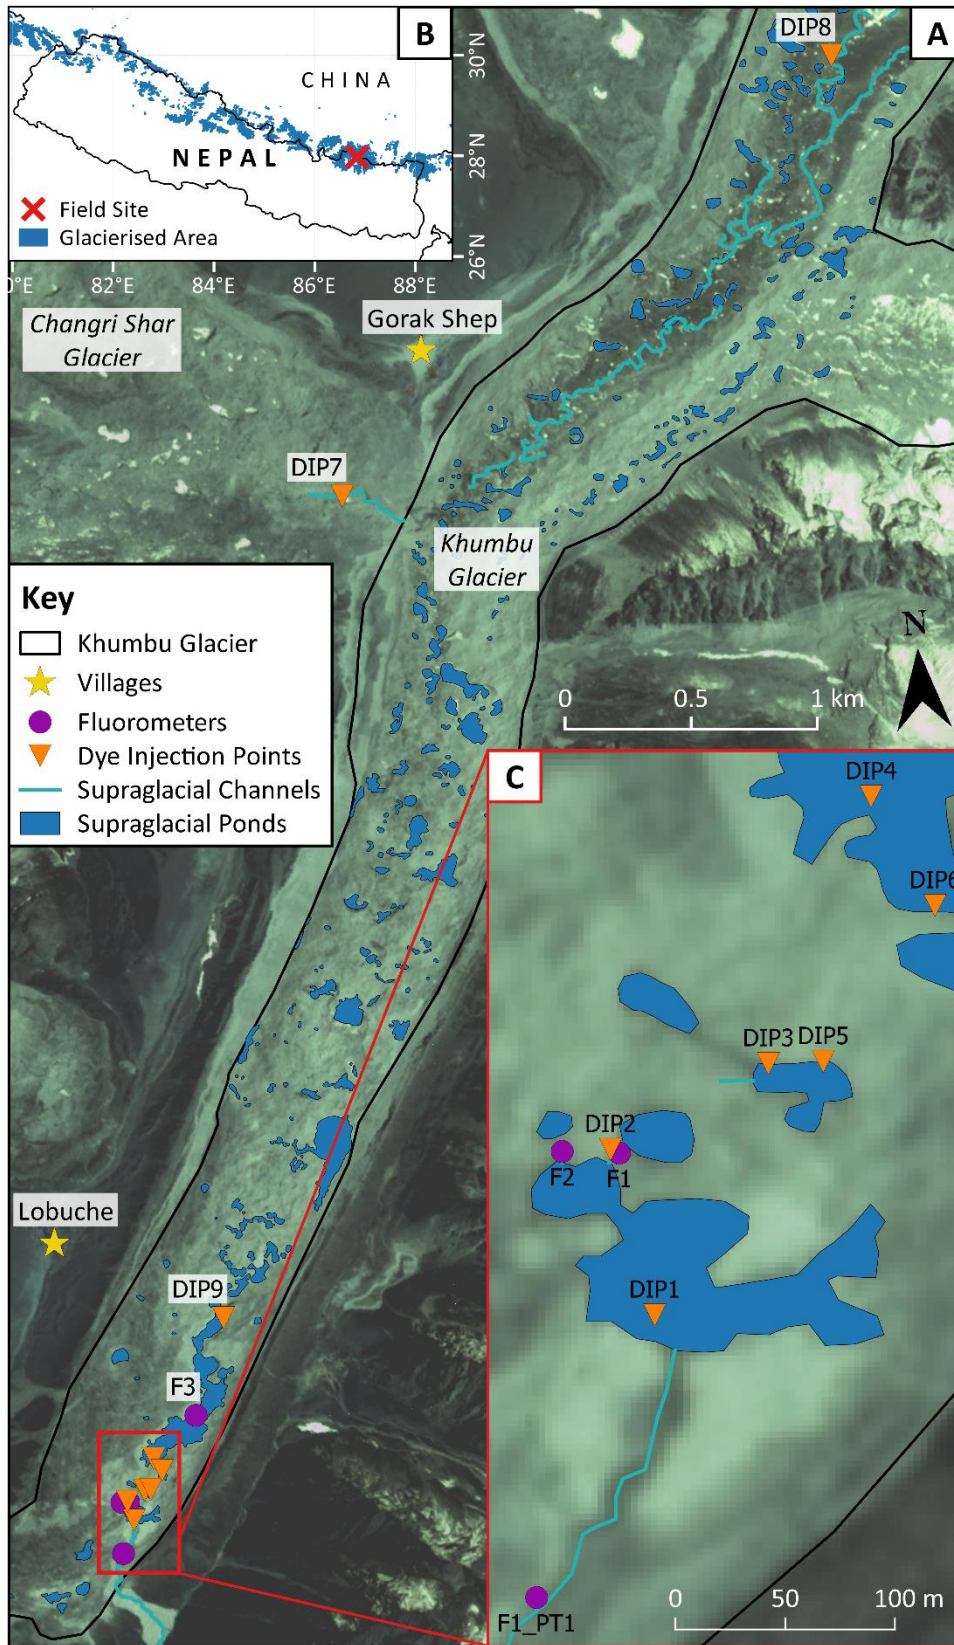 B
DIP8
A
CHINA
NEPAL
Field Site
Glacierised Area
30°N
28°N
26°N
0°E
82°E
84°E
86°E
88°E
Changri Shar
Glacier
Gorak Shep
DIP7
Khumbu
Glacier
Key
Khumbu Glacier
Villages
Fluorometers
Dye Injection Points
Supraglacial Channels
Supraglacial Ponds
N
0 0.5 1 km
C
DIP4
DIP6
DIP3 DIP5
DIP2
F2 F1
DIP1
F1_PT1
0 50 100 m
Lobuche
DIP9
F3